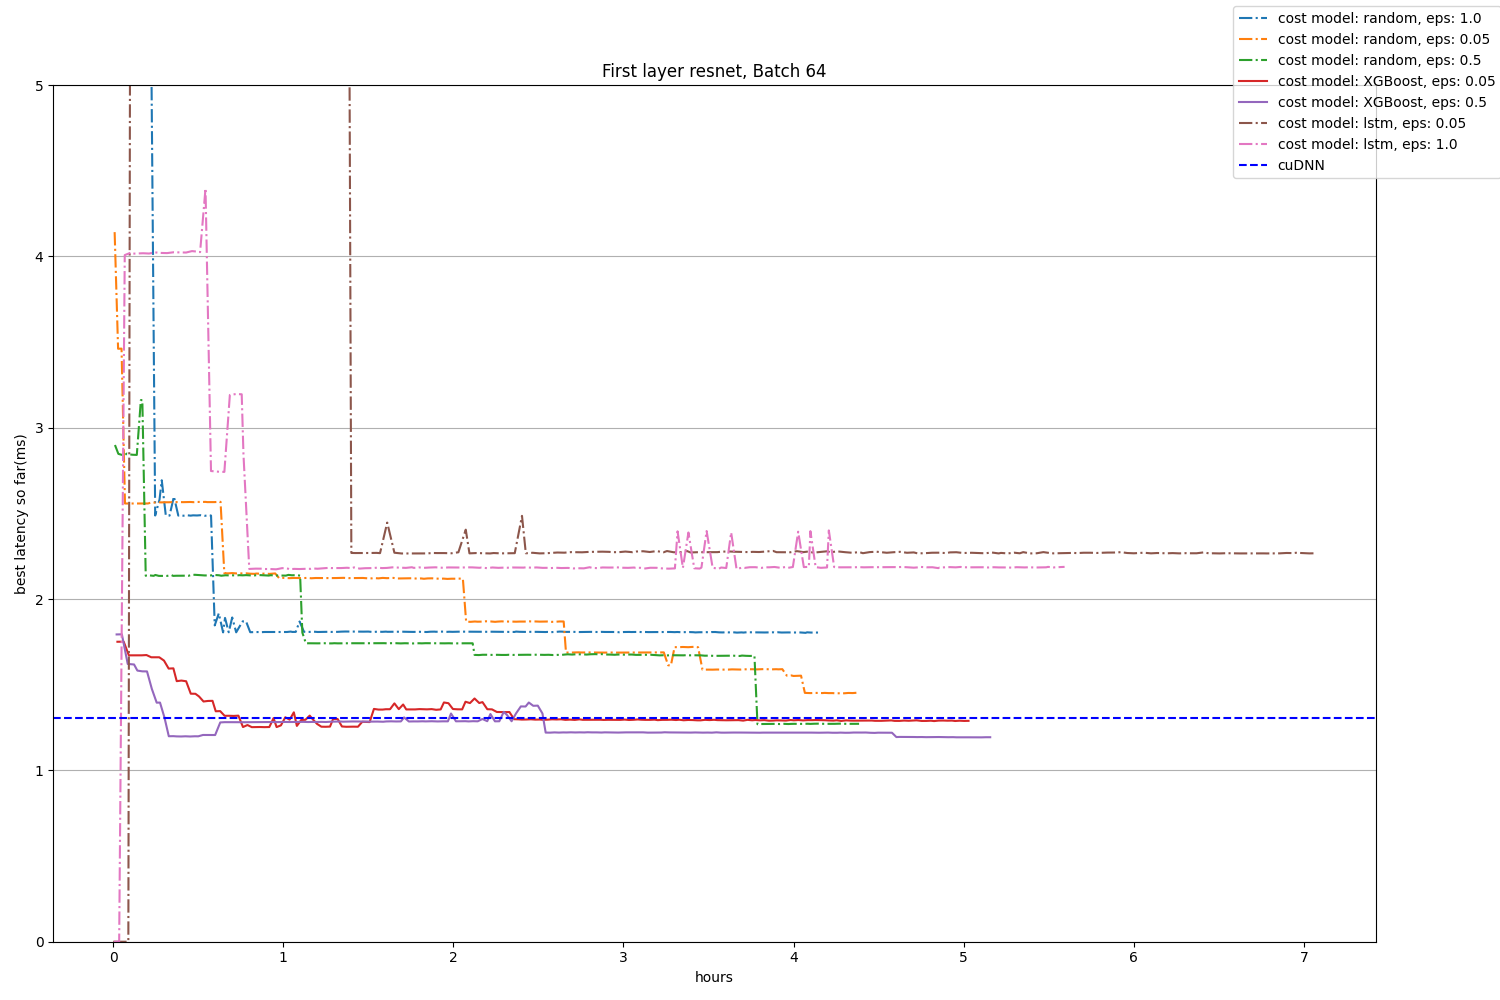 First layer resnet, Batch 64
cost model: random, eps: 1.0
cost model: random, eps: 0.05
cost model: random, eps: 0.5
cost model: XGBoost, eps: 0.05
cost model: XGBoost, eps: 0.5
cost model: lstm, eps: 0.05
cost model: lstm, eps: 1.0
cuDNN
best latency so far(ms)
5
4
3
2
1
0
0 1 2 3 4 5 6 7
hours